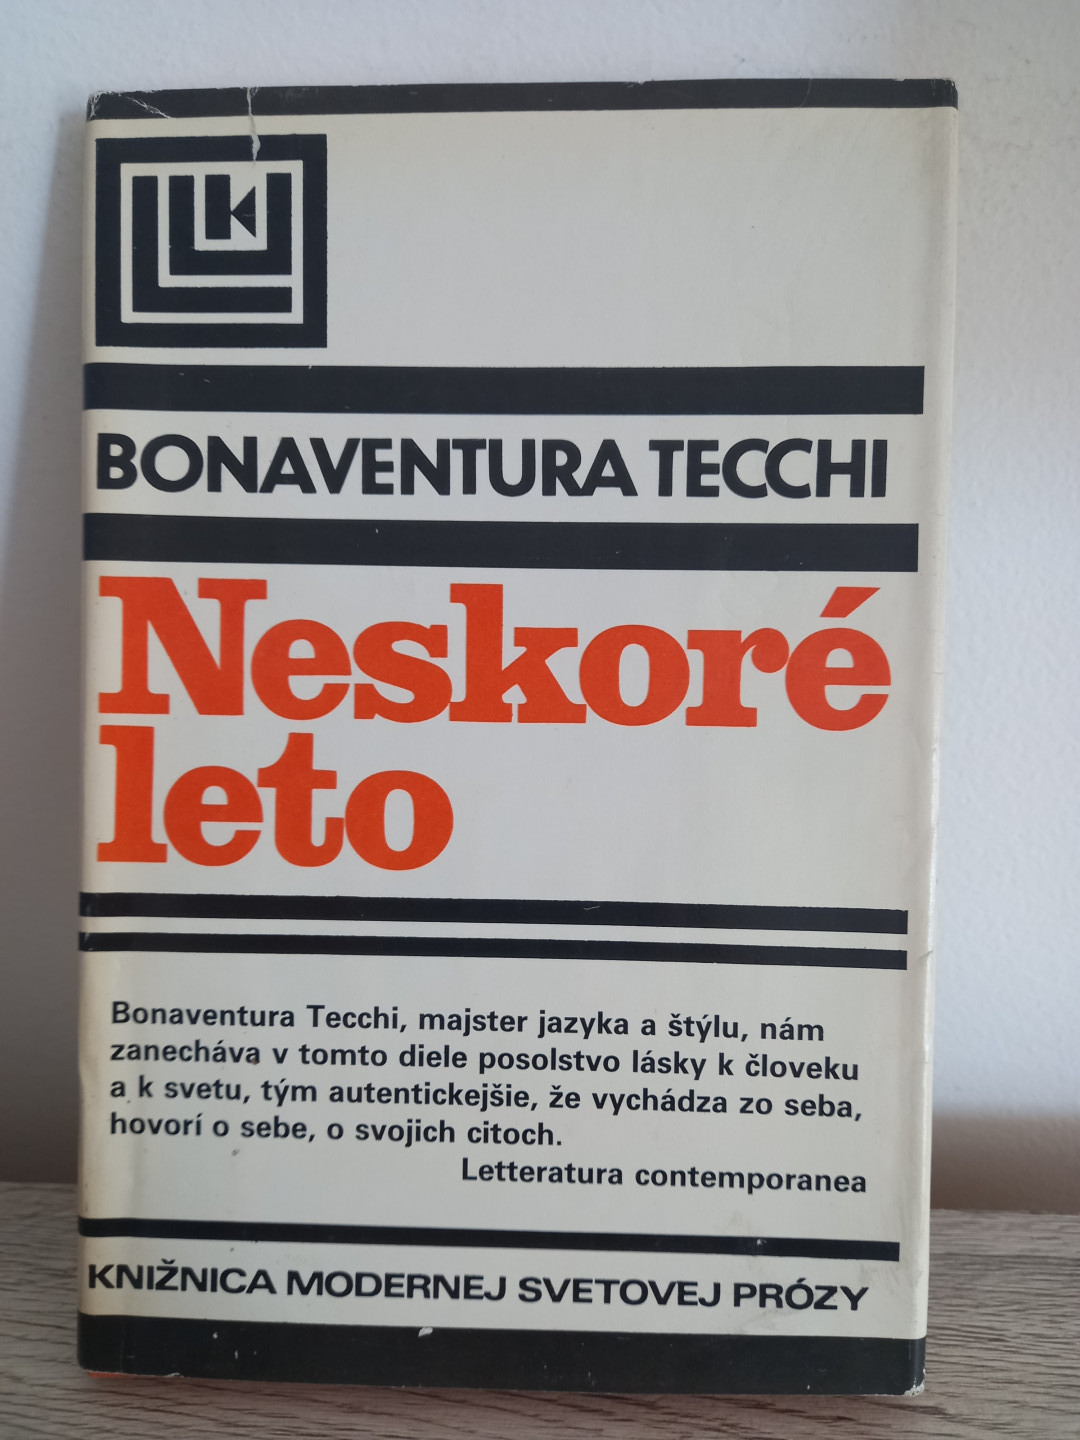 BONAVENTURA TECCHI
Neskoré
leto
Bonaventura Tecchi, majster jazyka a štýlu, nám
zanecháva v tomto diele posolstvo lásky k človeku
a k svetu, tým autentickejšie, že vychádza zo seba,
hovorí o sebe, o svojich citoch.
Letteratura contemporanea
KNIŽNICA MODERNEJ SVETOVEJ PRÓZY